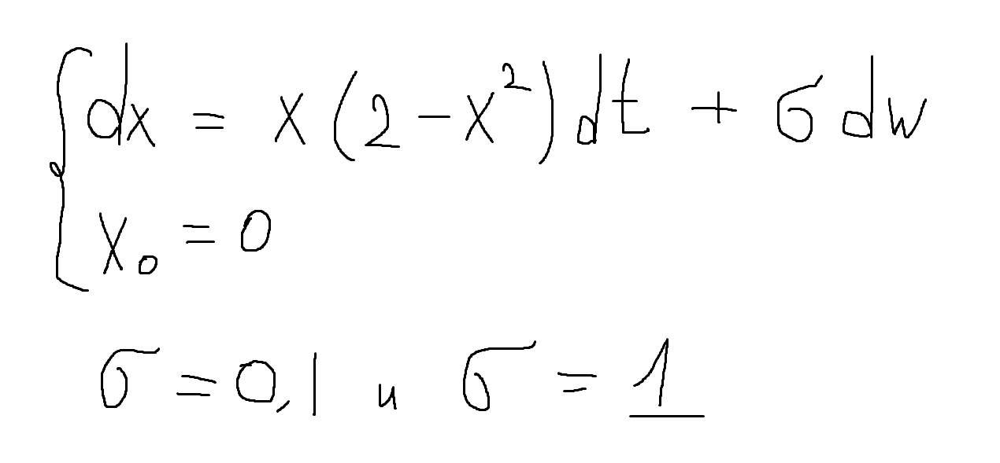 dx = x(2-x²)dt + σdw
x₀ = 0
σ = 0,1 и σ = 1